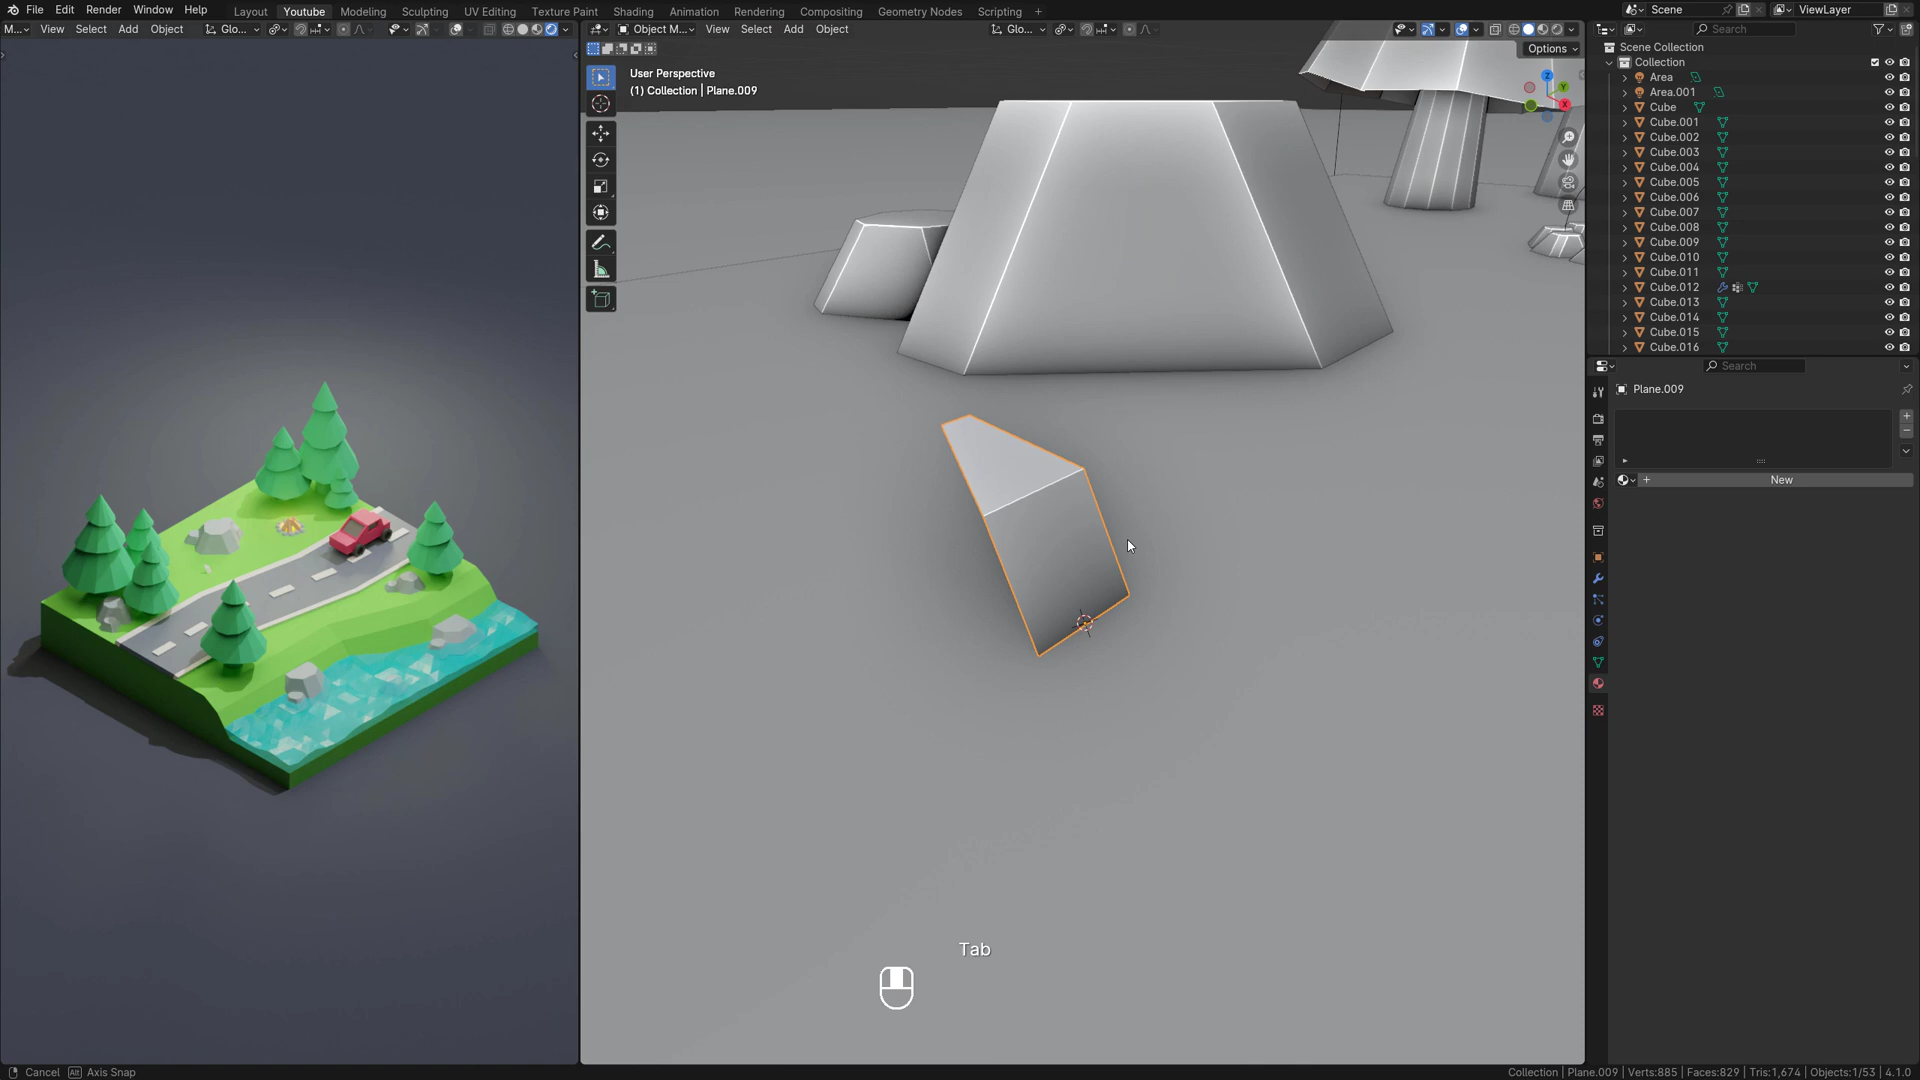 File Edit Render Window Help Layout Youtube Modeling Sculpting UV Editing Texture Paint Shading Animation Rendering Compositing Geometry Nodes Scripting + Scene ViewLayer
M... View Select Add Object Glo... Object M... View Select Add Object Glo... Search
Options
User Perspective
(1) Collection | Plane.009
Z
Y
X
Scene Collection
Collection
Area
Area.001
Cube
Cube.001
Cube.002
Cube.003
Cube.004
Cube.005
Cube.006
Cube.007
Cube.008
Cube.009
Cube.010
Cube.011
Cube.012
Cube.013
Cube.014
Cube.015
Cube.016
Search
Plane.009
+ New
Tab
Cancel Alt Axis Snap
Collection | Plane.009 | Verts:885 | Faces:829 | Tris:1,674 | Objects:1/53 | 4.1.0